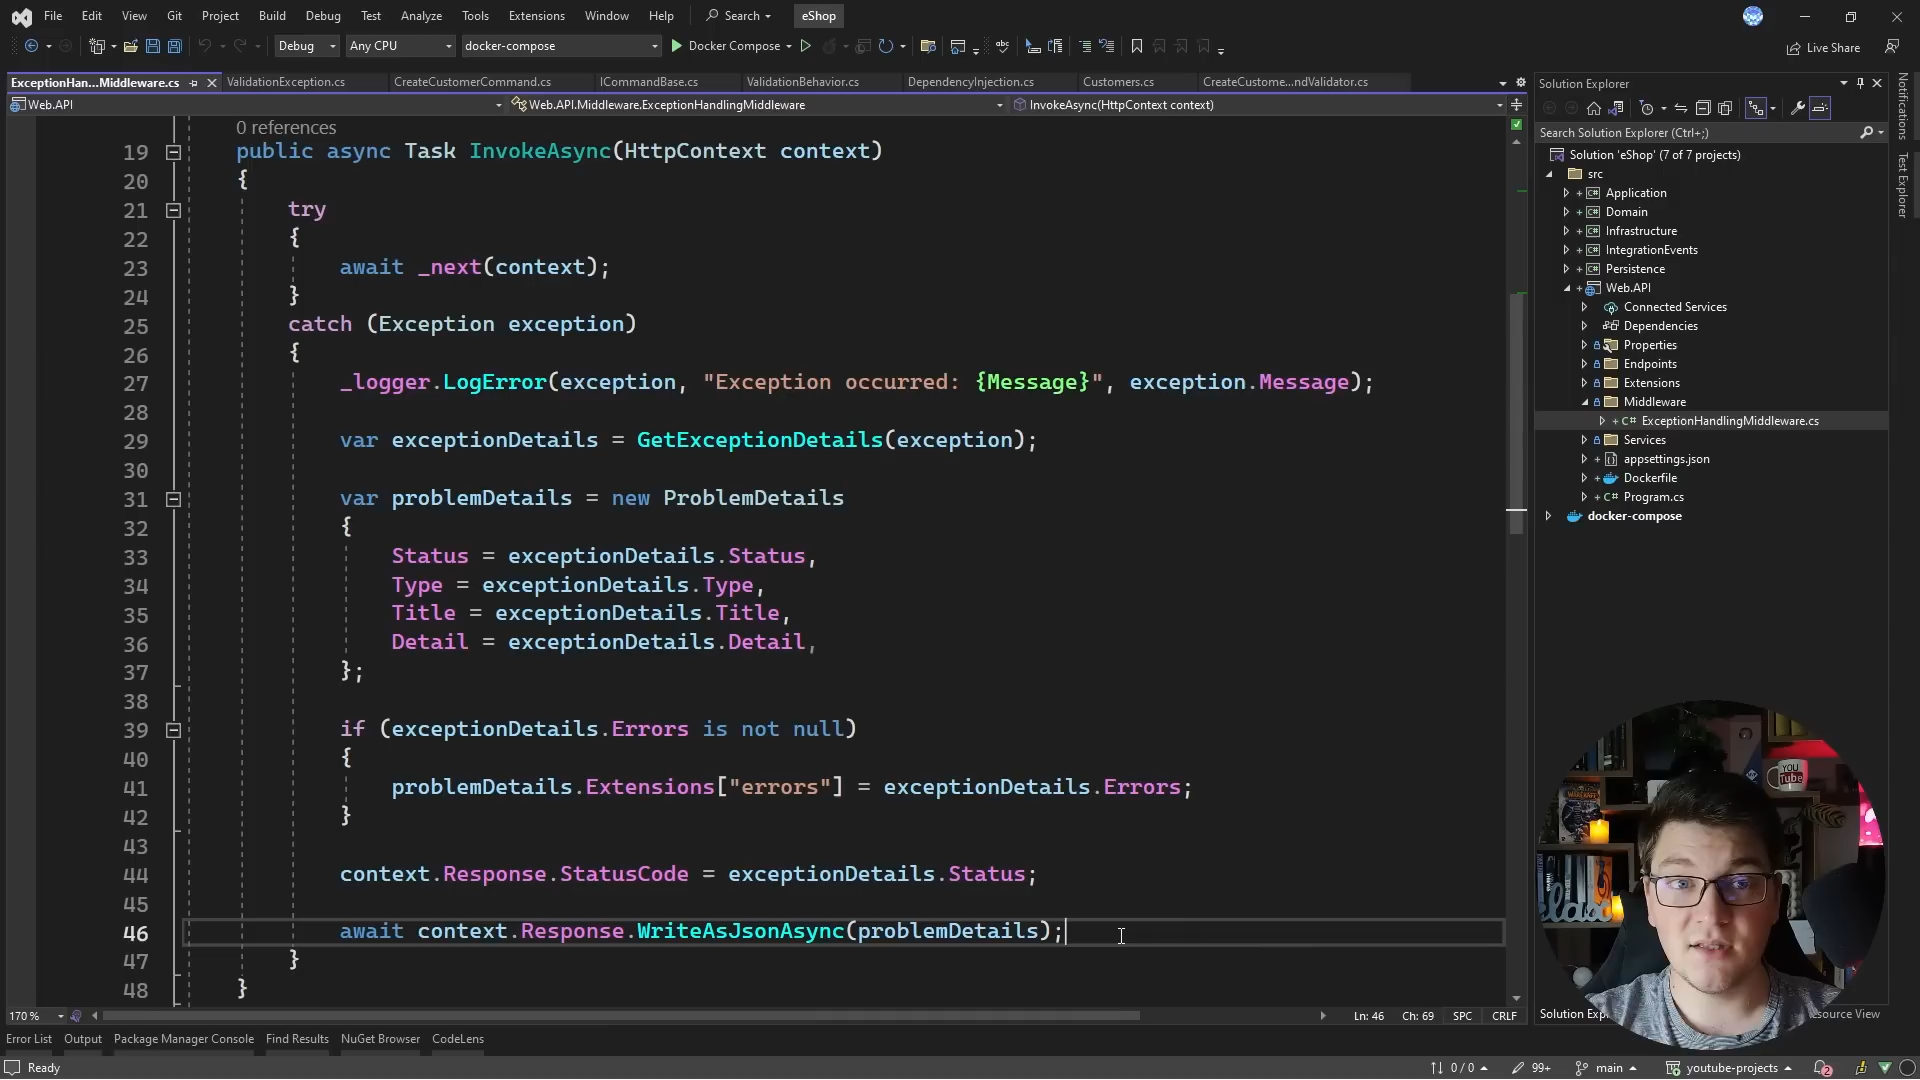 File Edit View Git Project Build Debug Test Analyze Tools Extensions Window Help Search eShop
Debug Any CPU docker-compose Docker Compose Live Share
ExceptionHan...Middleware.cs ValidationException.cs CreateCustomerCommand.cs ICommandBase.cs ValidationBehavior.cs DependencyInjection.cs Customers.cs CreateCustome...ndValidator.cs
Web.API Web.API.Middleware.ExceptionHandlingMiddleware InvokeAsync(HttpContext context)
0 references
19 public async Task InvokeAsync(HttpContext context)
20 {
21 try
22 {
23 await _next(context);
24 }
25 catch (Exception exception)
26 {
27 _logger.LogError(exception, "Exception occurred: {Message}", exception.Message);
28
29 var exceptionDetails = GetExceptionDetails(exception);
30
31 var problemDetails = new ProblemDetails
32 {
33 Status = exceptionDetails.Status,
34 Type = exceptionDetails.Type,
35 Title = exceptionDetails.Title,
36 Detail = exceptionDetails.Detail,
37 };
38
39 if (exceptionDetails.Errors is not null)
40 {
41 problemDetails.Extensions["errors"] = exceptionDetails.Errors;
42 }
43
44 context.Response.StatusCode = exceptionDetails.Status;
45
46 await context.Response.WriteAsJsonAsync(problemDetails);
47 }
48 }
170 % Ln: 46 Ch: 69 SPC CRLF
Solution Explorer
Search Solution Explorer (Ctrl+;)
Solution 'eShop' (7 of 7 projects)
src
Application
Domain
Infrastructure
IntegrationEvents
Persistence
Web.API
Connected Services
Dependencies
Properties
Endpoints
Extensions
Middleware
C# ExceptionHandlingMiddleware.cs
Services
appsettings.json
Dockerfile
C# Program.cs
docker-compose
Notifications
Test Explorer
YOU
Tube
Error List Output Package Manager Console Find Results NuGet Browser CodeLens
Ready 0 / 0 99+ main youtube-projects 2